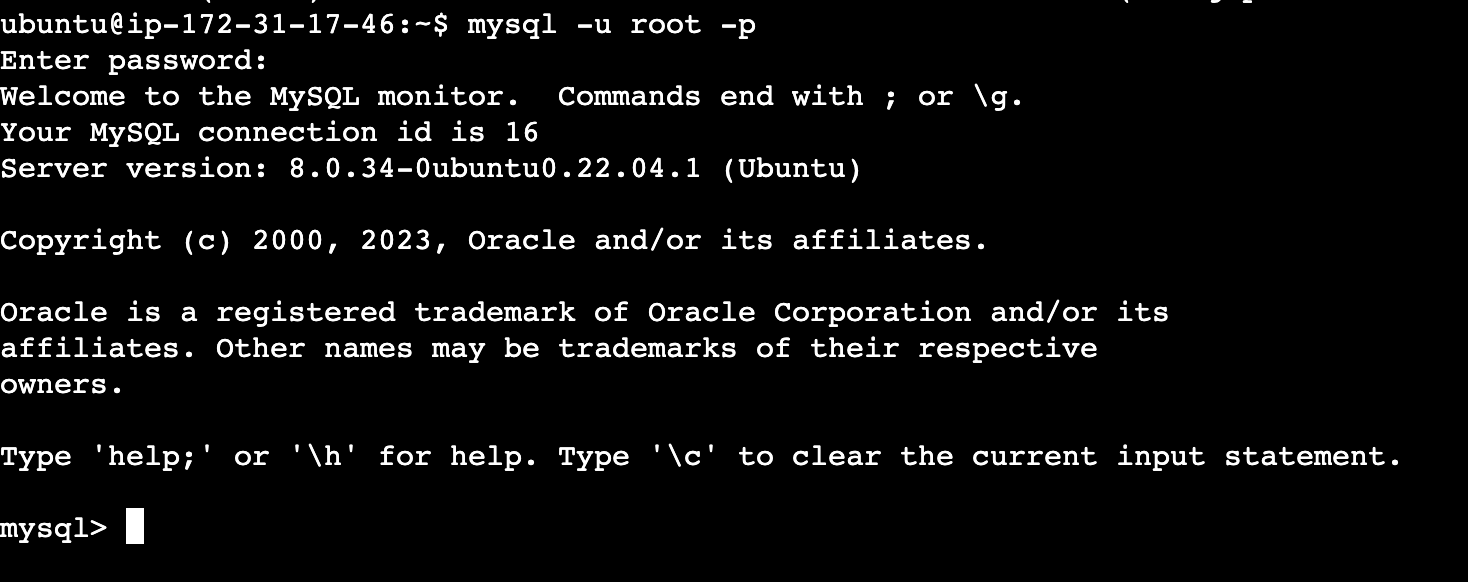 ubuntu@ip-172-31-17-46:~$ mysql -u root -p
Enter password:
Welcome to the MySQL monitor.  Commands end with ; or \g.
Your MySQL connection id is 16
Server version: 8.0.34-0ubuntu0.22.04.1 (Ubuntu)
Copyright (c) 2000, 2023, Oracle and/or its affiliates.
Oracle is a registered trademark of Oracle Corporation and/or its
affiliates. Other names may be trademarks of their respective
owners.
Type 'help;' or '\h' for help. Type '\c' to clear the current input statement.
mysql>